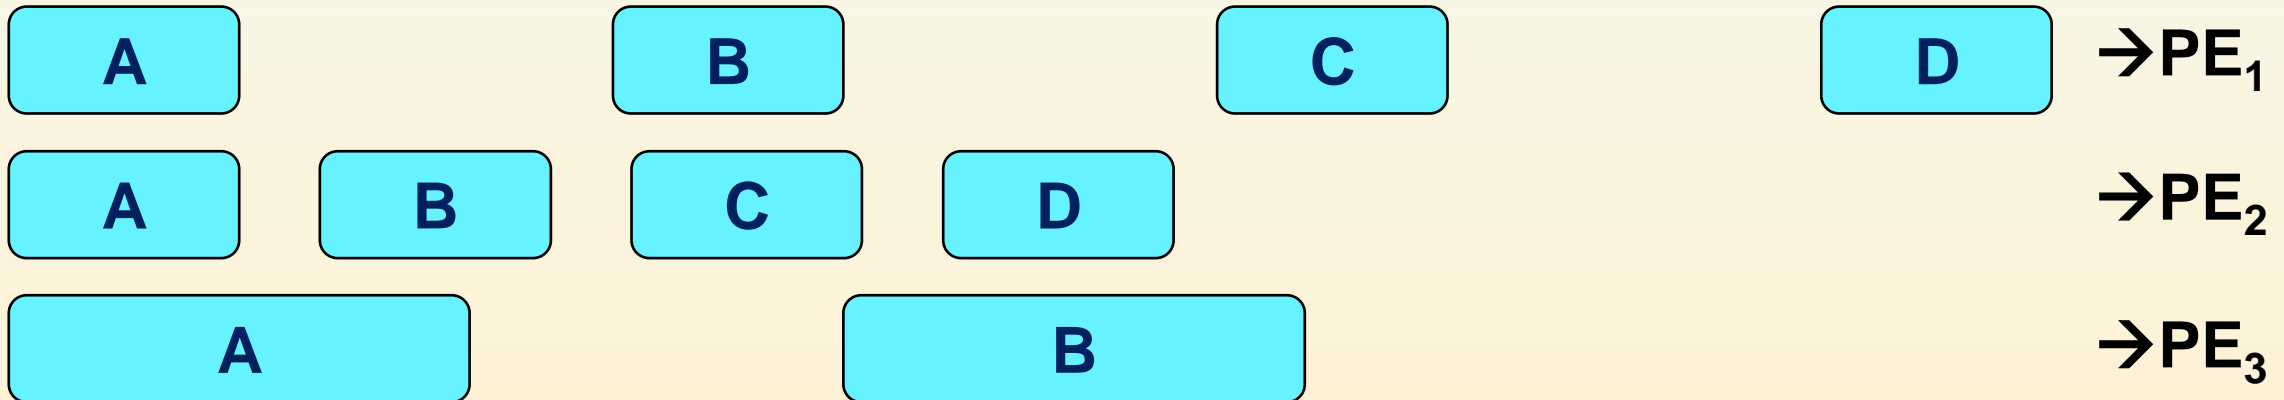 A B C D →PE₁
A B C D →PE₂
A B →PE₃